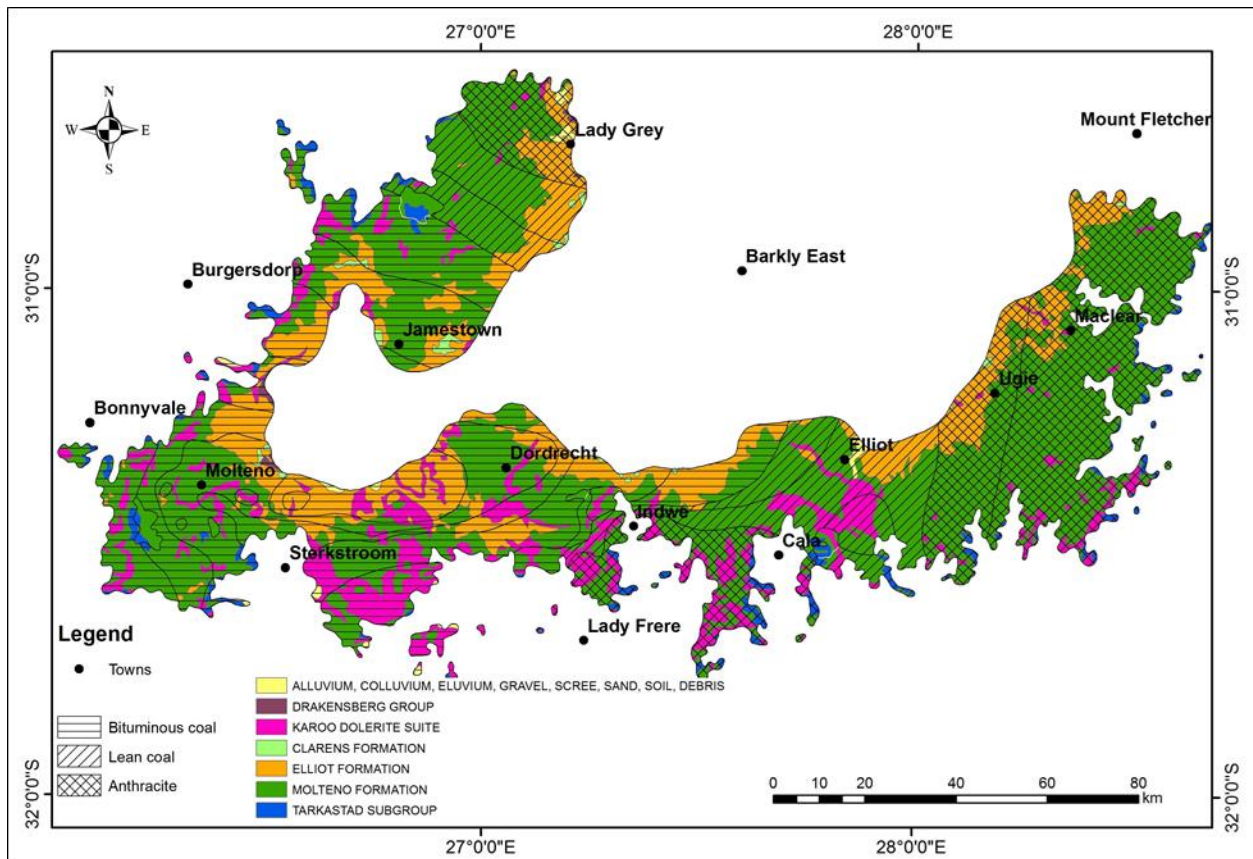 27°0'0"E 28°0'0"E
N
W E
S
Lady Grey
Mount Fletcher
Burgersdorp
Barkly East
31°0'0"S 31°0'0"S
Jamestown
Maclear
Ugie
Bonnyvale
Molteno
Dordrecht
Elliot
Indwe
Sterkstroom
Cala
Lady Frere
Legend
Towns
Bituminous coal
Lean coal
Anthracite
ALLUVIUM, COLLUVIUM, ELUVIUM, GRAVEL, SCREE, SAND, SOIL, DEBRIS
DRAKENSBERG GROUP
KAROO DOLERITE SUITE
CLARENS FORMATION
ELLIOT FORMATION
MOLTENO FORMATION
TARKASTAD SUBGROUP
0 10 20 40 60 80
km
32°0'0"S 32°0'0"S
27°0'0"E 28°0'0"E